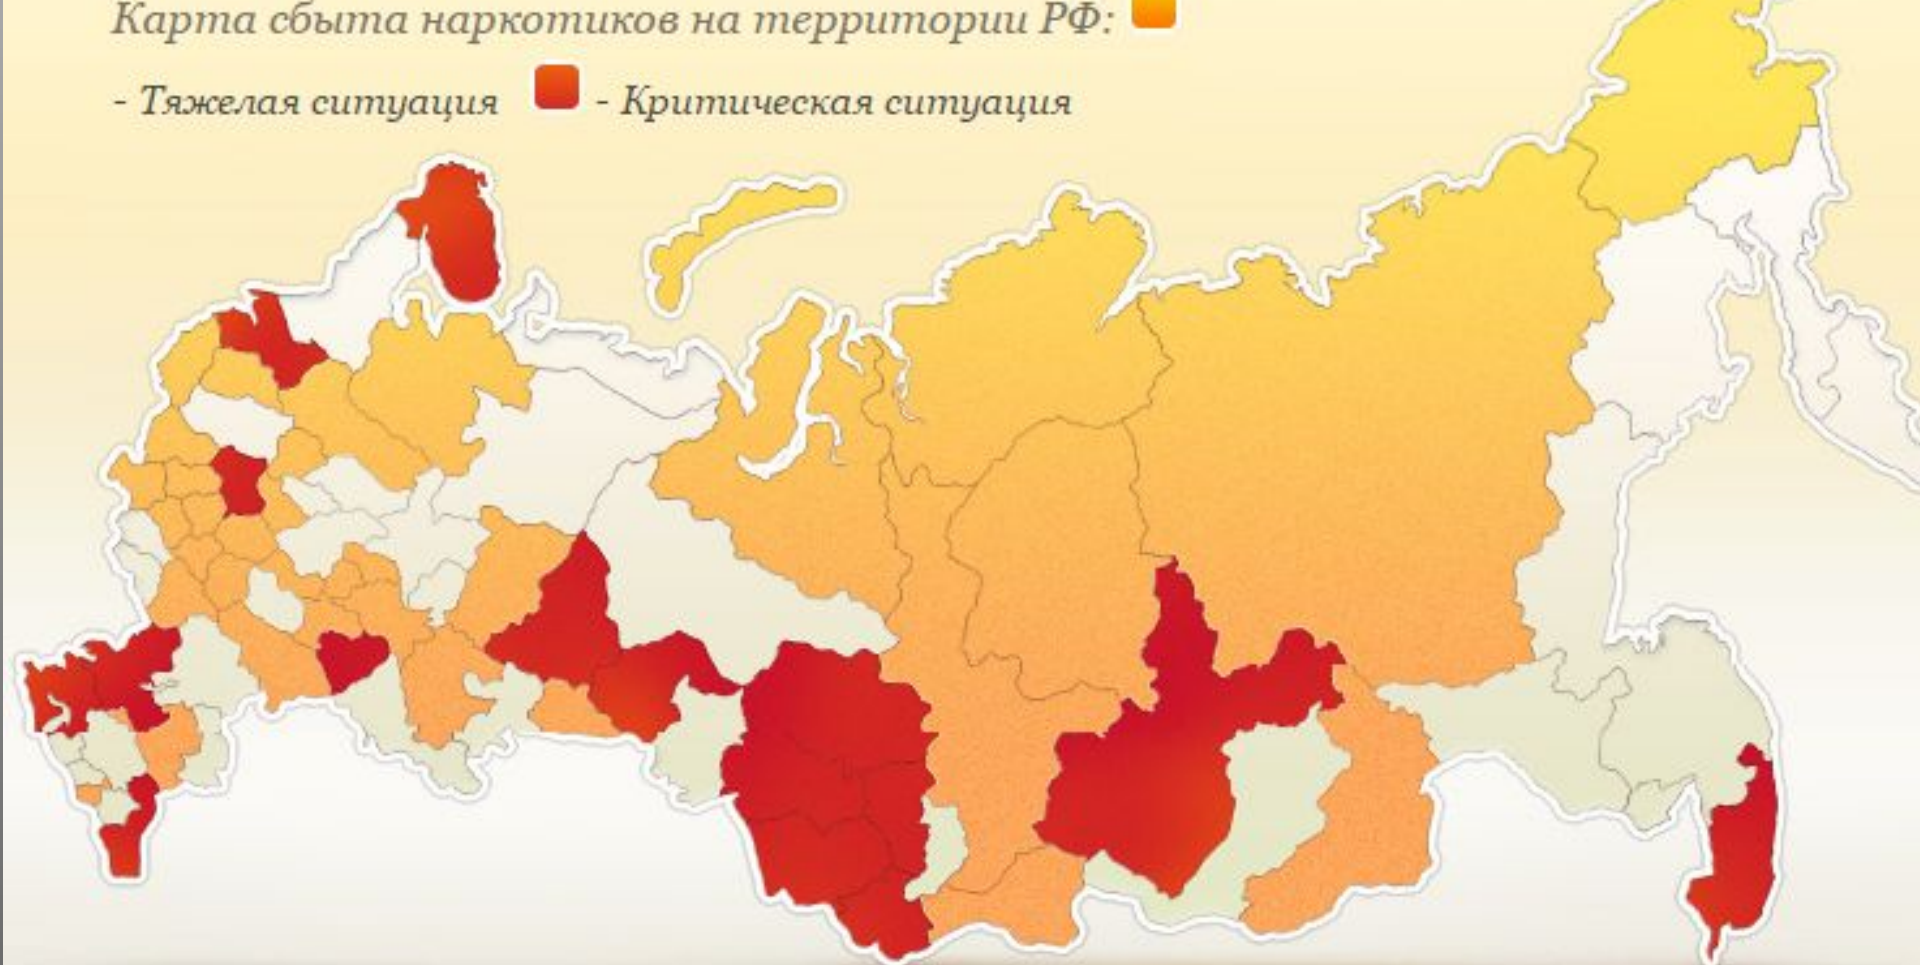 Карта сбыта наркотиков на территории РФ:
- Тяжелая ситуация - Критическая ситуация